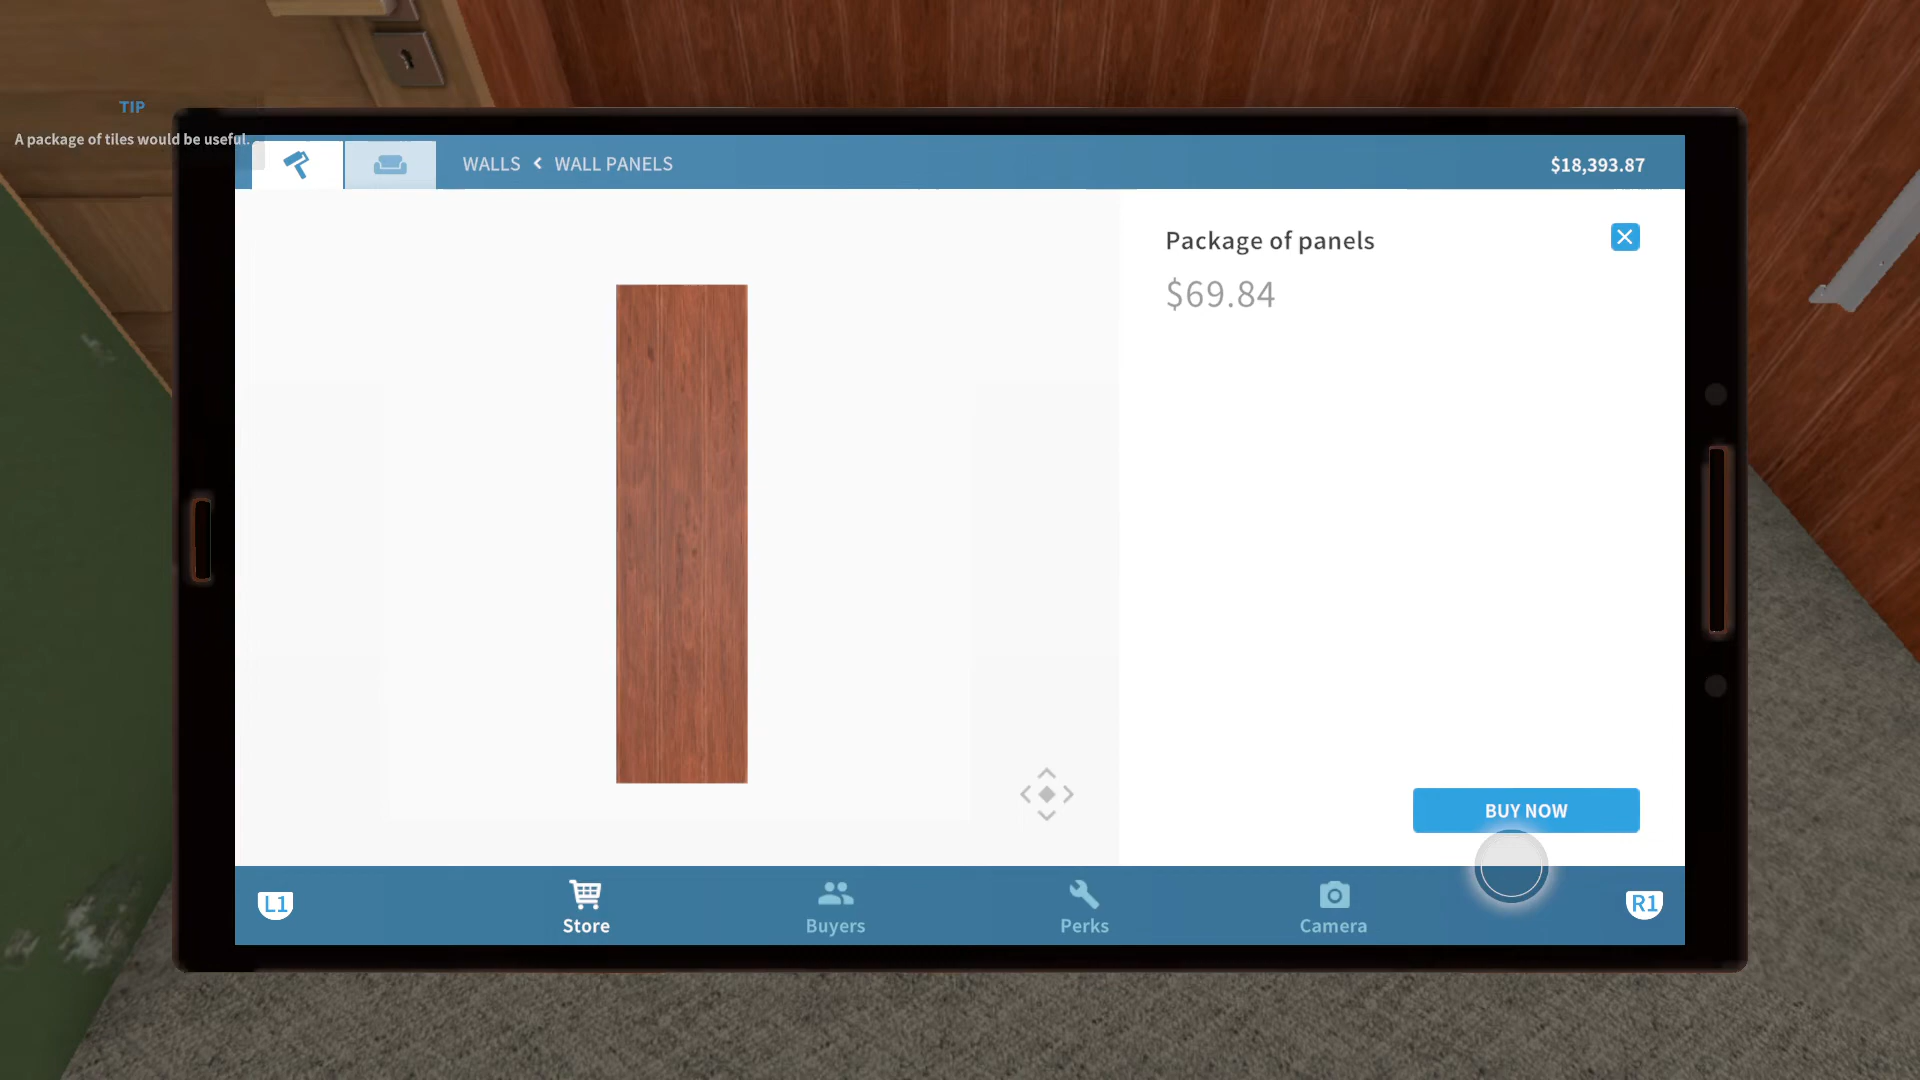 TIP
A package of tiles would be useful.
WALLS < WALL PANELS
$18,393.87
Package of panels
$69.84
BUY NOW
L1
Store
Buyers
Perks
Camera
R1